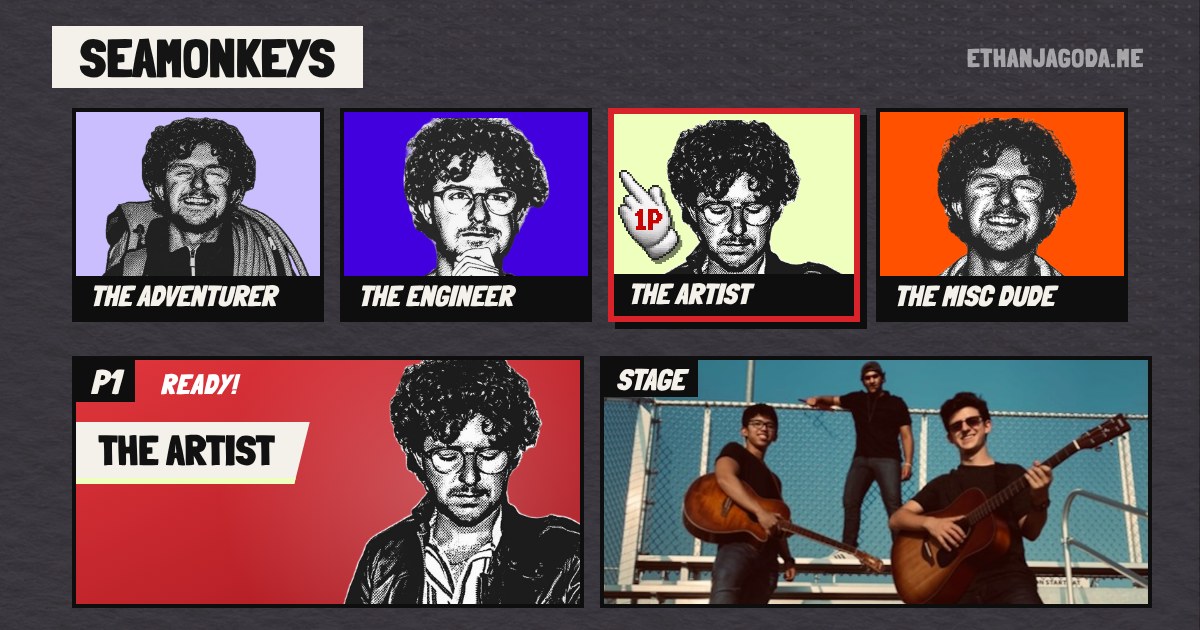 SEAMONKEYS
ETHANJAGODA.ME
1P
THE ADVENTURER
THE ENGINEER
THE ARTIST
THE MISC DUDE
P1
READY!
THE ARTIST
STAGE